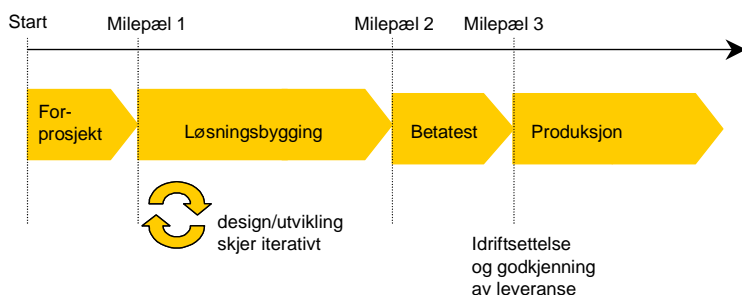 Start
Milepæl 1
Milepæl 2
Milepæl 3
For-
prosjekt
Løsningsbygging
Betatest
Produksjon
design/utvikling
skjer iterativt
Idriftsettelse
og godkjenning
av leveranse